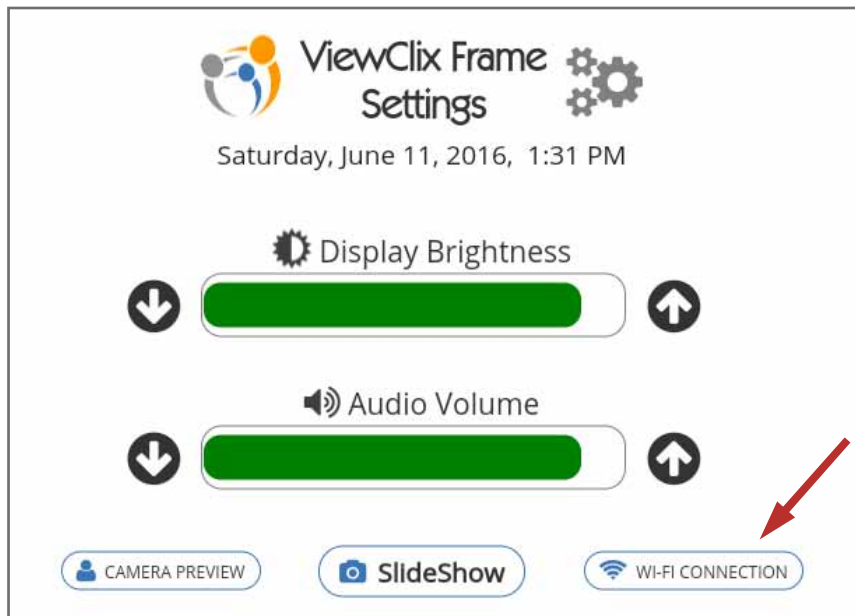 ViewClix Frame
Settings
Saturday, June 11, 2016, 1:31 PM
Display Brightness
Audio Volume
CAMERA PREVIEW
SlideShow
WI-FI CONNECTION